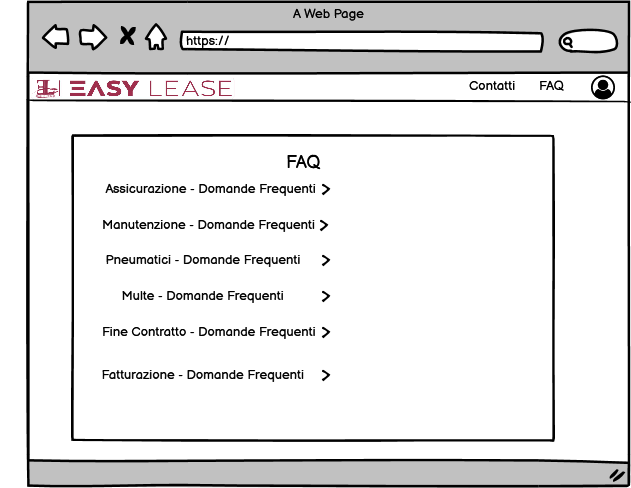 A Web Page
https://
EASY LEASE
Contatti
FAQ
FAQ
Assicurazione - Domande Frequenti
Manutenzione - Domande Frequenti
Pneumatici - Domande Frequenti
Multe - Domande Frequenti
Fine Contratto - Domande Frequenti
Fatturazione - Domande Frequenti